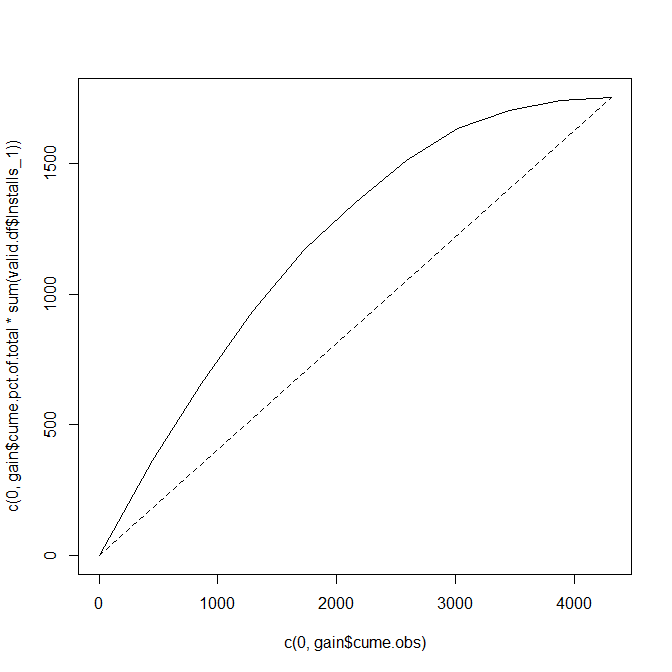 c(0, gain$cume.pct.of.total * sum(valid.df$Installs_1))
1500
1000
500
0
0 1000 2000 3000 4000
c(0, gain$cume.obs)